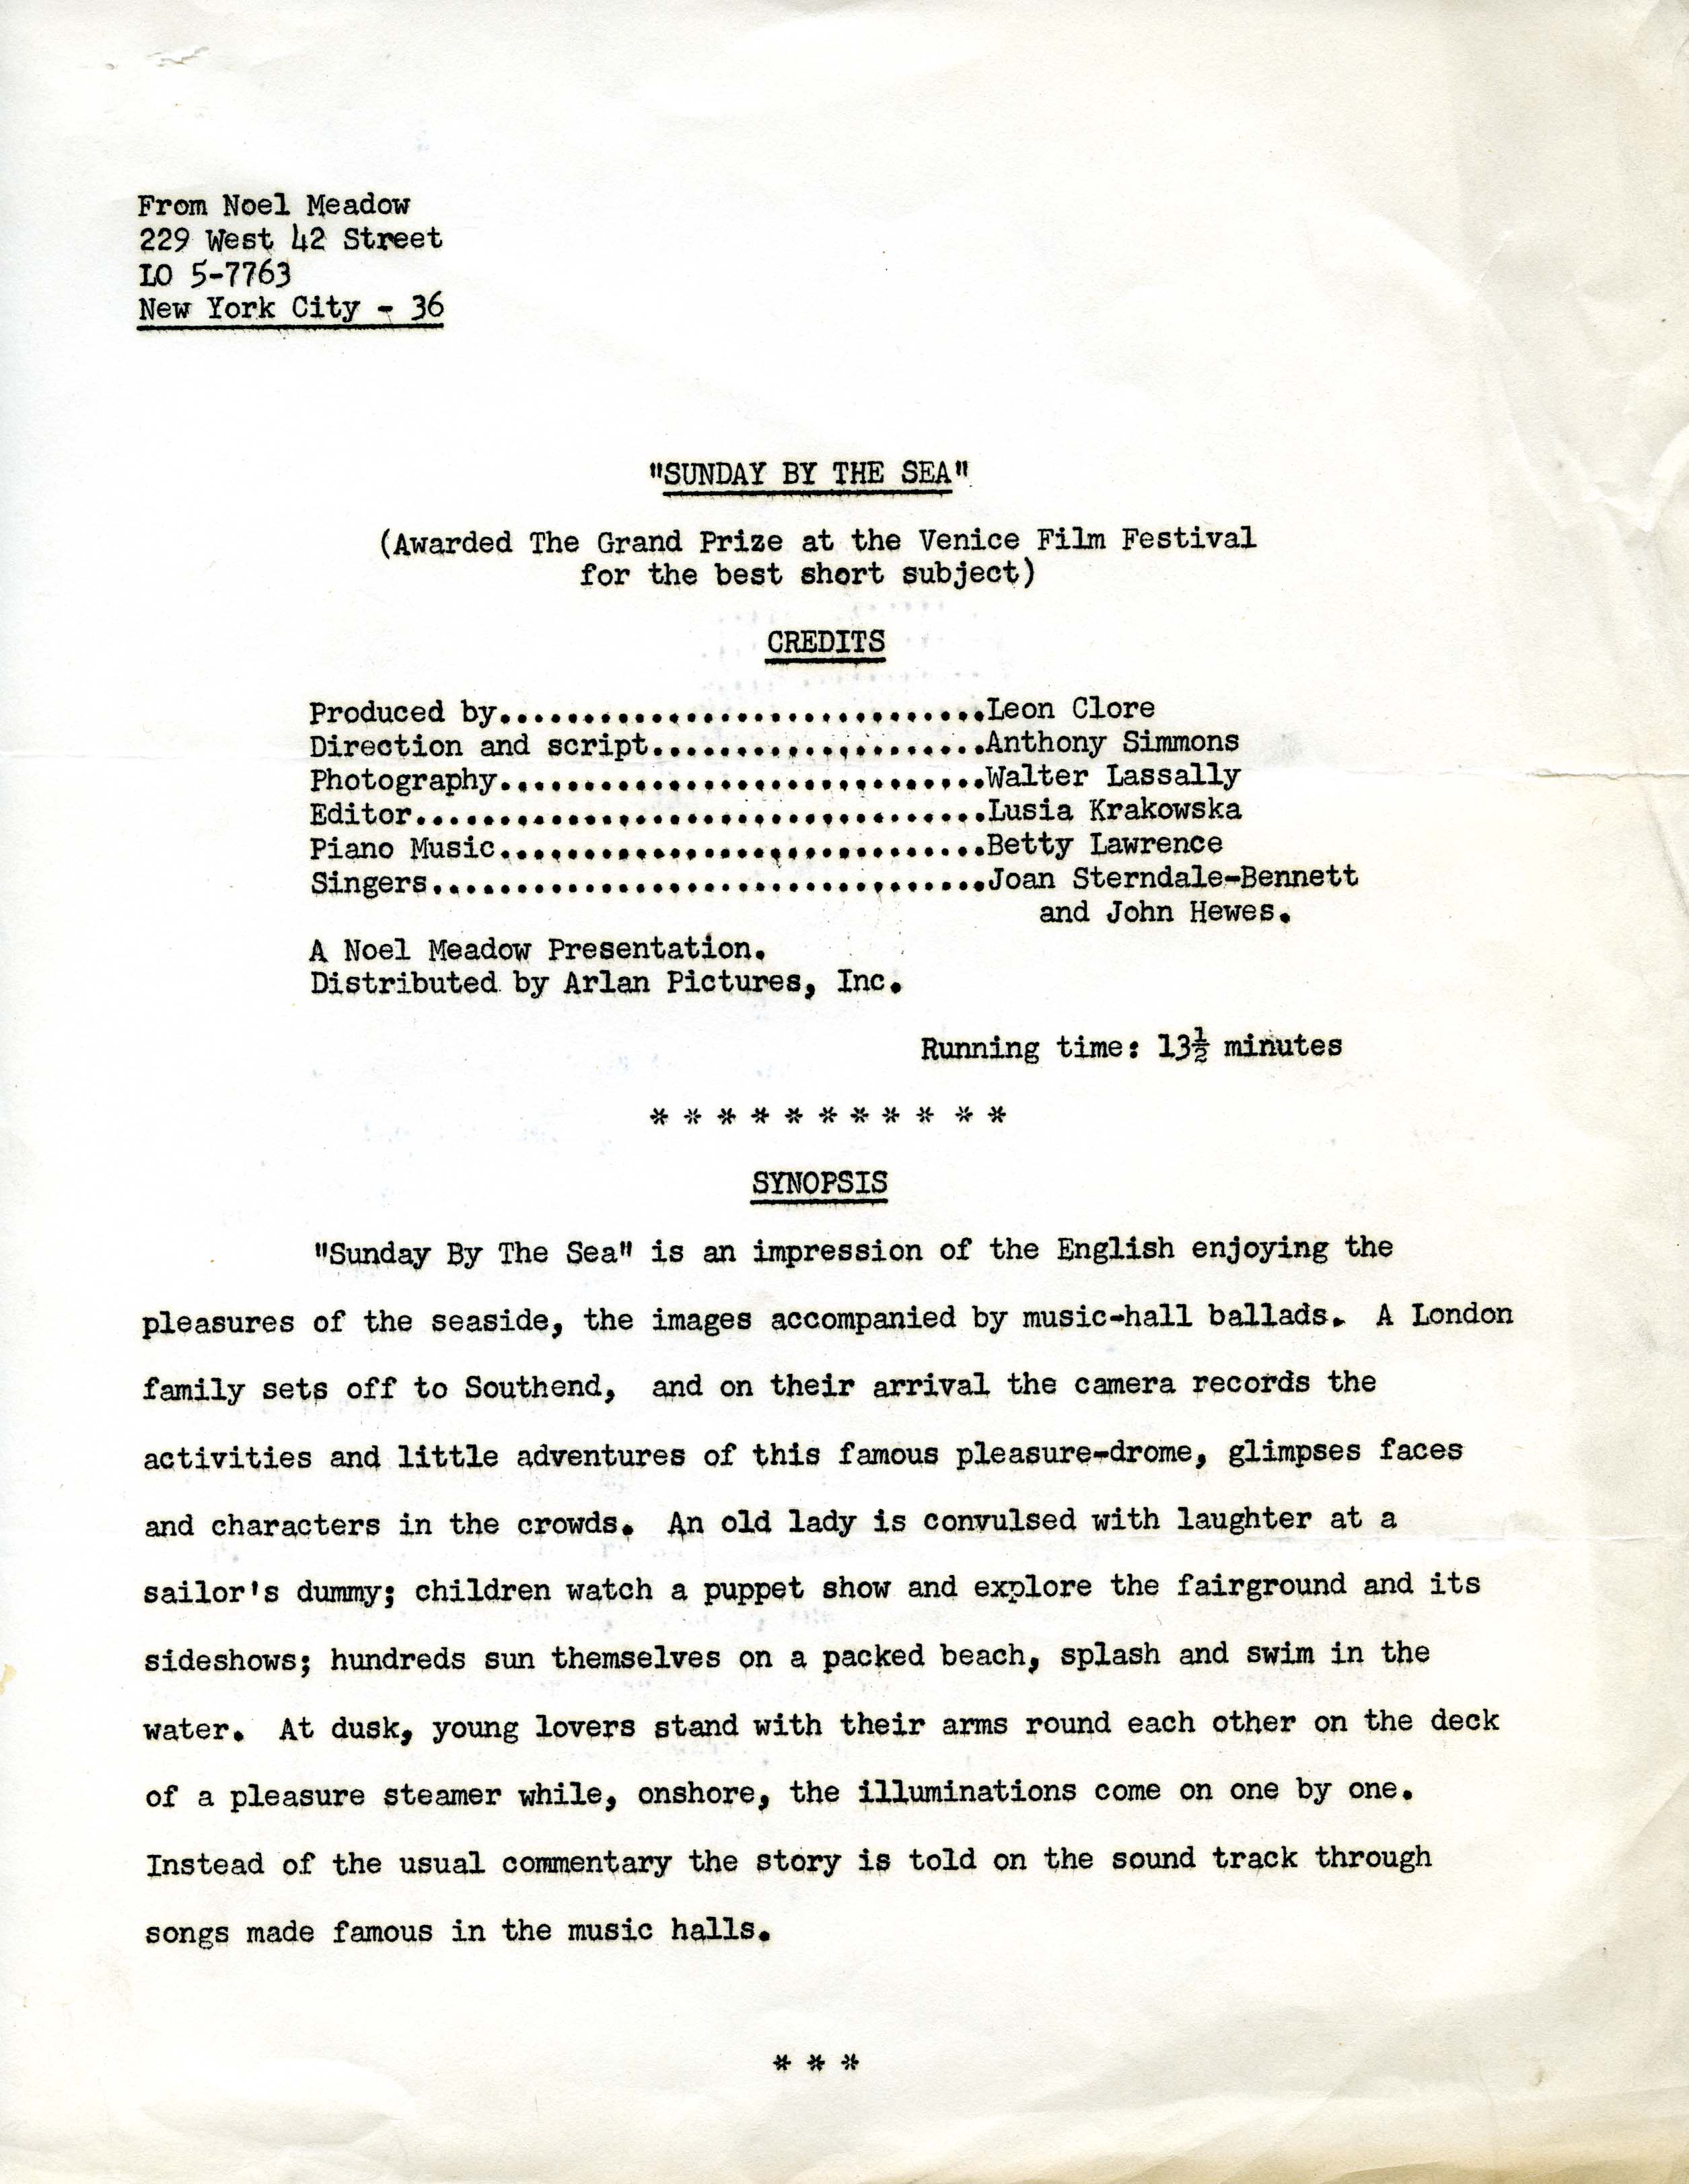 From Noel Meadow
229 West 42 Street
LO 5-7763
New York City - 36
"SUNDAY BY THE SEA"
(Awarded The Grand Prize at the Venice Film Festival
for the best short subject)
CREDITS
Produced by.............................Leon Clore
Direction and script....................Anthony Simmons
Photography.............................Walter Lassally
Editor..................................Lusia Krakowska
Piano Music.............................Betty Lawrence
Singers.................................Joan Sterndale-Bennett
and John Hewes.
A Noel Meadow Presentation.
Distributed by Arlan Pictures, Inc.
Running time: 13½ minutes
* * * * * * * * * * *
SYNOPSIS
"Sunday By The Sea" is an impression of the English enjoying the
pleasures of the seaside, the images accompanied by music-hall ballads. A London
family sets off to Southend, and on their arrival the camera records the
activities and little adventures of this famous pleasure-drome, glimpses faces
and characters in the crowds. An old lady is convulsed with laughter at a
sailor's dummy; children watch a puppet show and explore the fairground and its
sideshows; hundreds sun themselves on a packed beach, splash and swim in the
water. At dusk, young lovers stand with their arms round each other on the deck
of a pleasure steamer while, onshore, the illuminations come on one by one.
Instead of the usual commentary the story is told on the sound track through
songs made famous in the music halls.
* * *